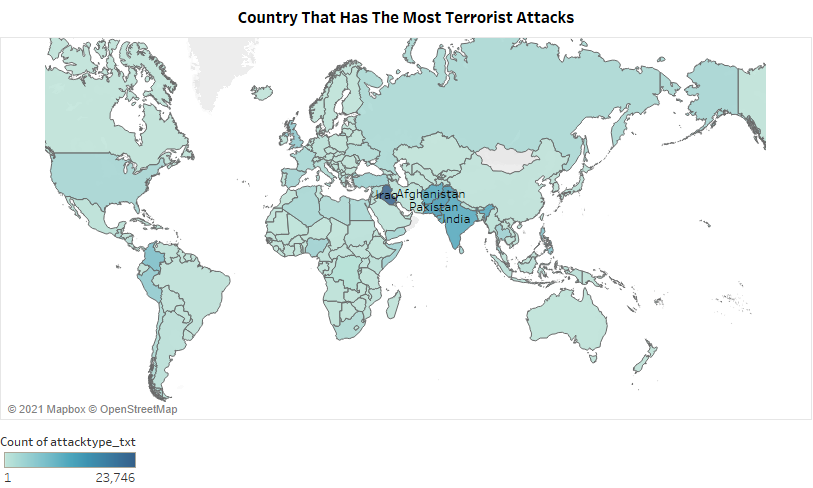 Country That Has The Most Terrorist Attacks
Iraq
Afghanistan
Pakistan
India
© 2021 Mapbox © OpenStreetMap
Count of attacktype_txt
1 23,746